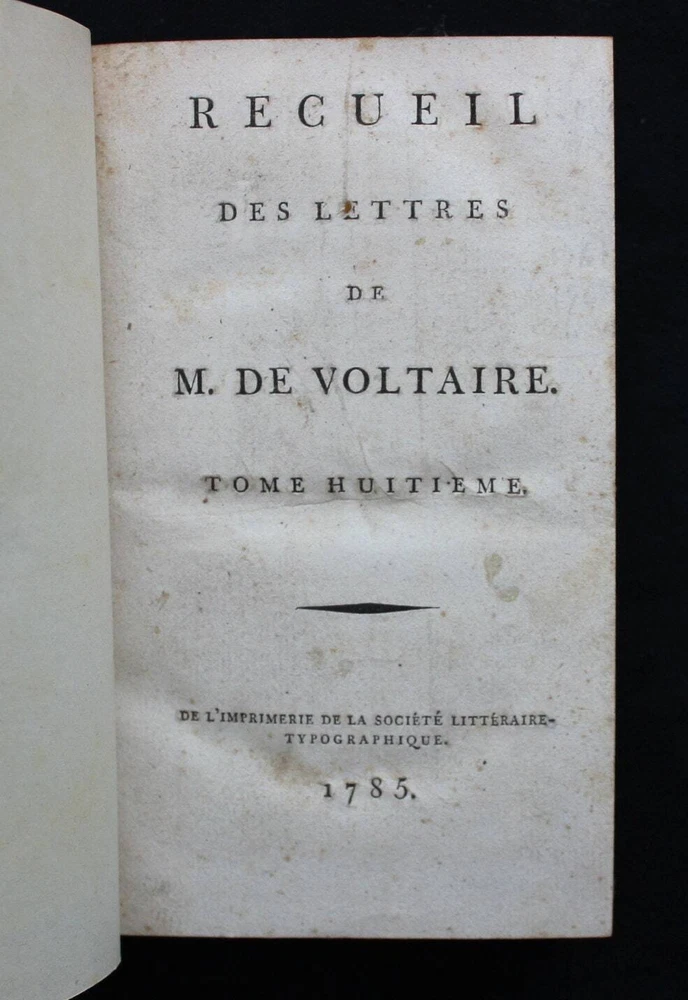 RECUEIL
DES LETTRES
DE
M. DE VOLTAIRE.
TOME HUITIEME.
DE L'IMPRIMERIE DE LA SOCIÉTÉ LITTÉRAIRE-
TYPOGRAPHIQUE.
1785.